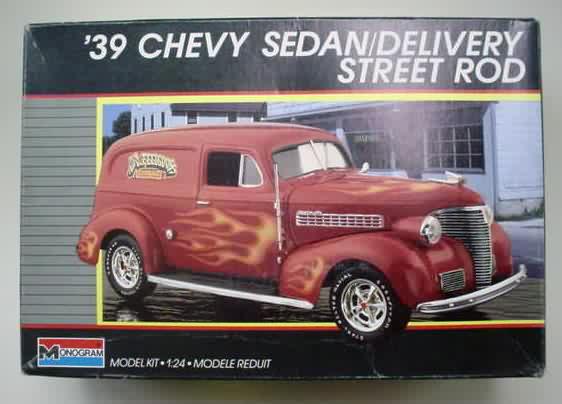 '39 CHEVY SEDAN/DELIVERY
STREET ROD
MONOGRAM
MODEL KIT • 1:24 • MODELE REDUIT